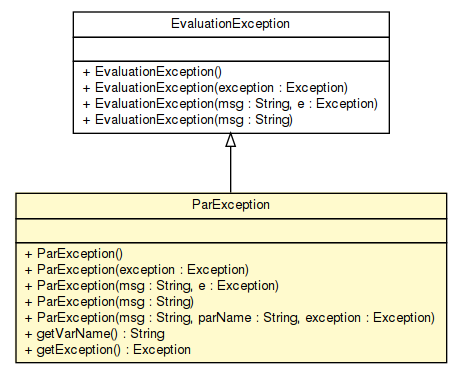 EvaluationException
+ EvaluationException()
+ EvaluationException(exception : Exception)
+ EvaluationException(msg : String, e : Exception)
+ EvaluationException(msg : String)
ParException
+ ParException()
+ ParException(exception : Exception)
+ ParException(msg : String, e : Exception)
+ ParException(msg : String)
+ ParException(msg : String, parName : String, exception : Exception)
+ getVarName() : String
+ getException() : Exception